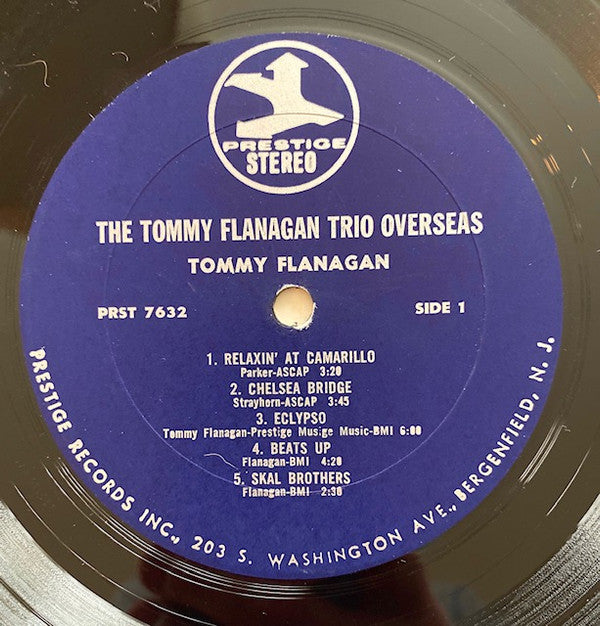 PRESTIGE
STEREO
THE TOMMY FLANAGAN TRIO OVERSEAS
TOMMY FLANAGAN
PRST 7632
SIDE 1
1. RELAXIN' AT CAMARILLO
Parker-ASCAP 3:20
2. CHELSEA BRIDGE
Strayhorn-ASCAP 3:45
3. ECLYPSO
Tommy Flanagan-Prestige Musige Music-BMI 6:00
4. BEATS UP
Flanagan-BMI 4:20
5. SKAL BROTHERS
Flanagan-BMI 2:30
PRESTIGE RECORDS INC., 203 S. WASHINGTON AVE., BERGENFIELD, N. J.